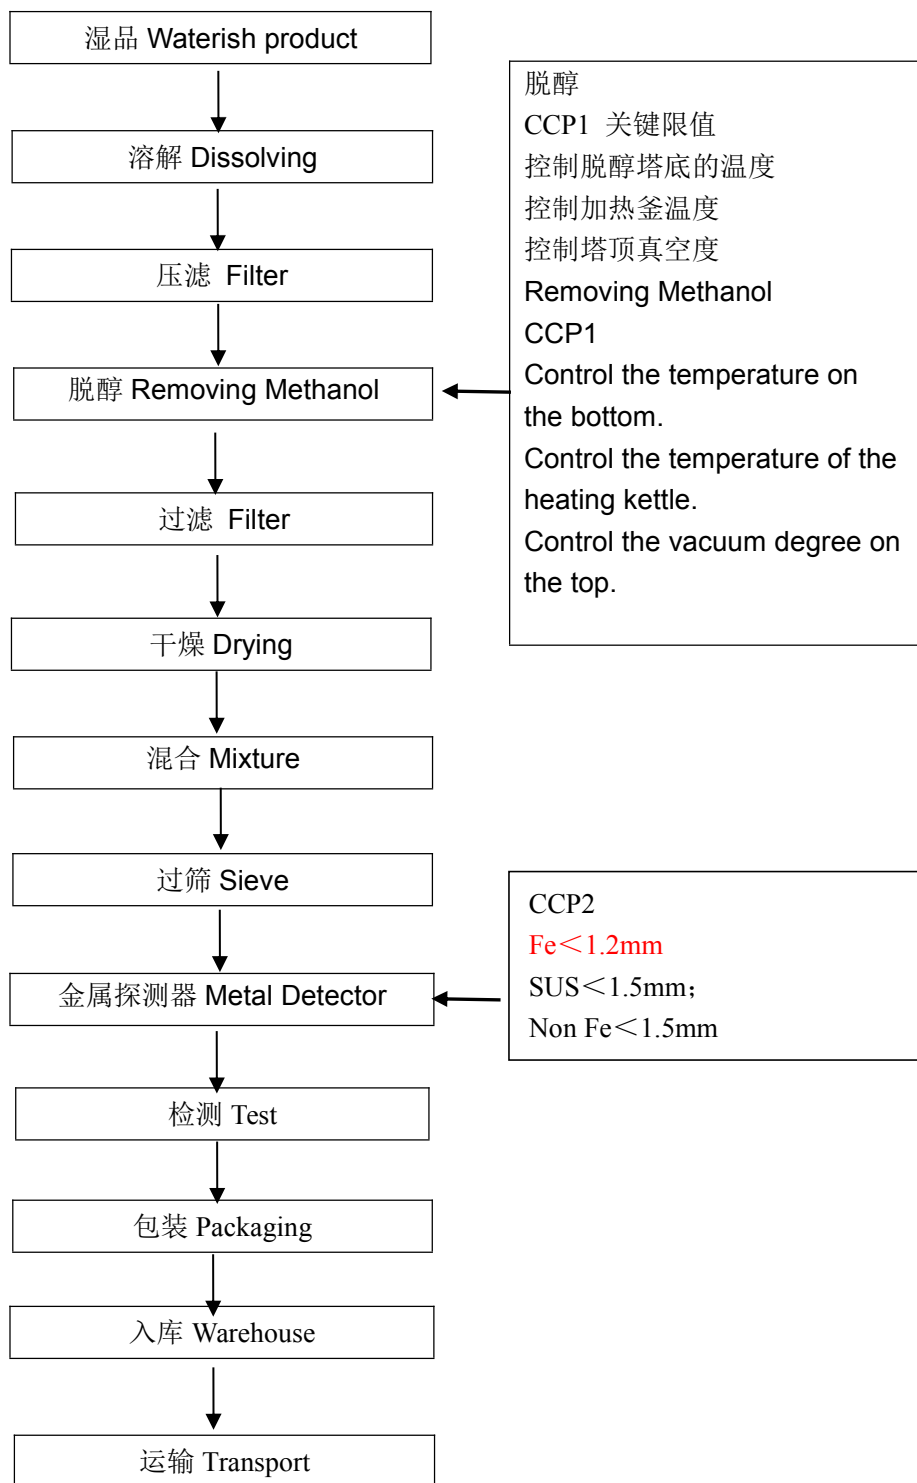 湿品 Waterish product
溶解 Dissolving
压滤 Filter
脱醇 Removing Methanol
过滤 Filter
干燥 Drying
混合 Mixture
过筛 Sieve
金属探测器 Metal Detector
检测 Test
包装 Packaging
入库 Warehouse
运输 Transport
脱醇
CCP1 关键限值
控制脱醇塔底的温度
控制加热釜温度
控制塔顶真空度
Removing Methanol
CCP1
Control the temperature on
the bottom.
Control the temperature of the
heating kettle.
Control the vacuum degree on
the top.
CCP2
Fe＜1.2mm
SUS＜1.5mm；
Non Fe＜1.5mm